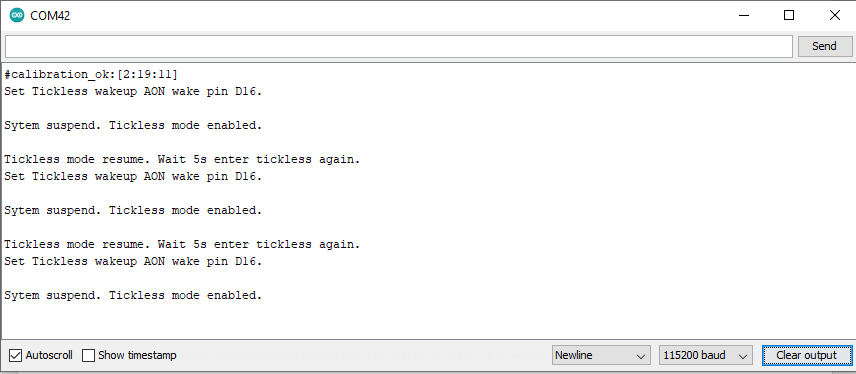 COM42
Send
#calibration_ok:[2:19:11]
Set Tickless wakeup AON wake pin D16.
Sytem suspend. Tickless mode enabled.
Tickless mode resume. Wait 5s enter tickless again.
Set Tickless wakeup AON wake pin D16.
Sytem suspend. Tickless mode enabled.
Tickless mode resume. Wait 5s enter tickless again.
Set Tickless wakeup AON wake pin D16.
Sytem suspend. Tickless mode enabled.
Autoscroll Show timestamp Newline 115200 baud Clear output